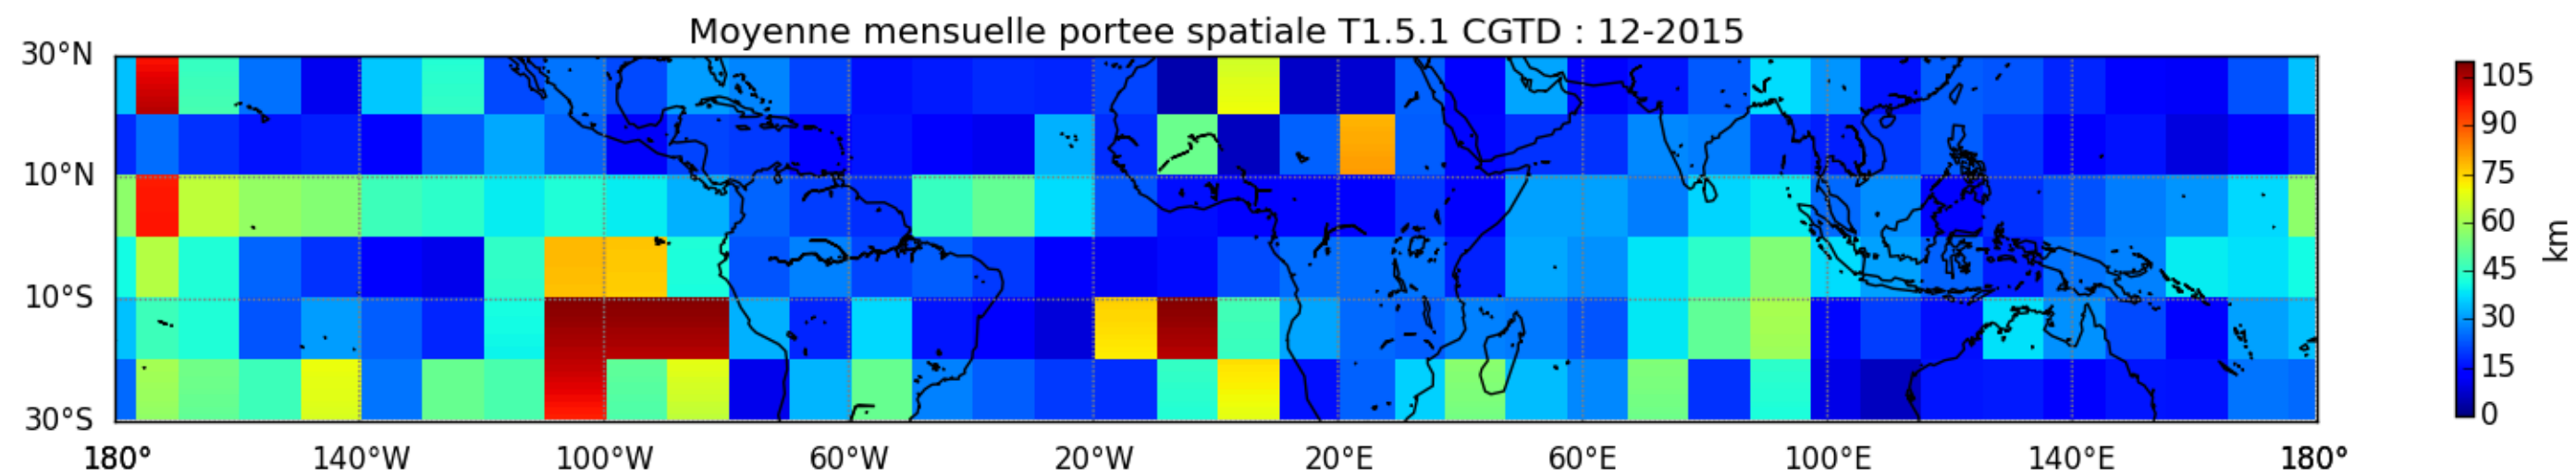 Moyenne mensuelle portee spatiale T1.5.1 CGTD : 12-2015
30°N
10°N
10°S
30°S
180° 140°W 100°W 60°W 20°W 20°E 60°E 100°E 140°E 180°
105
90
75
60
45
30
15
0
km